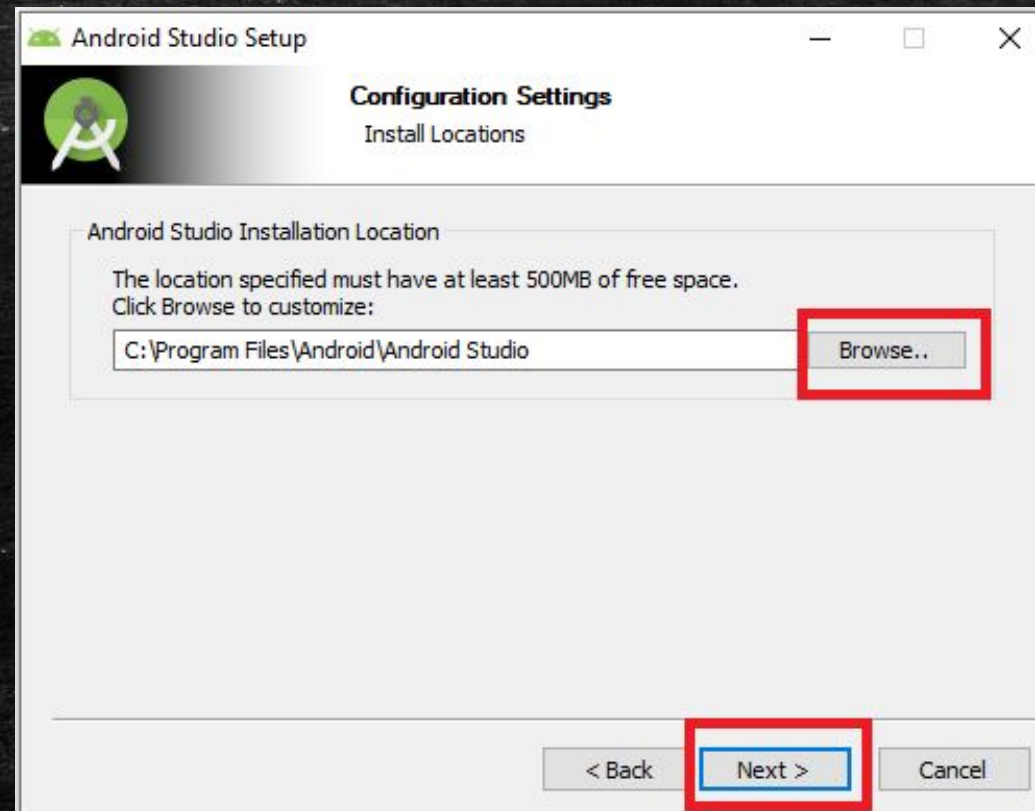 Android Studio Setup
Configuration Settings
Install Locations
Android Studio Installation Location
The location specified must have at least 500MB of free space.
Click Browse to customize:
C:\Program Files\Android\Android Studio
Browse..
< Back
Next >
Cancel